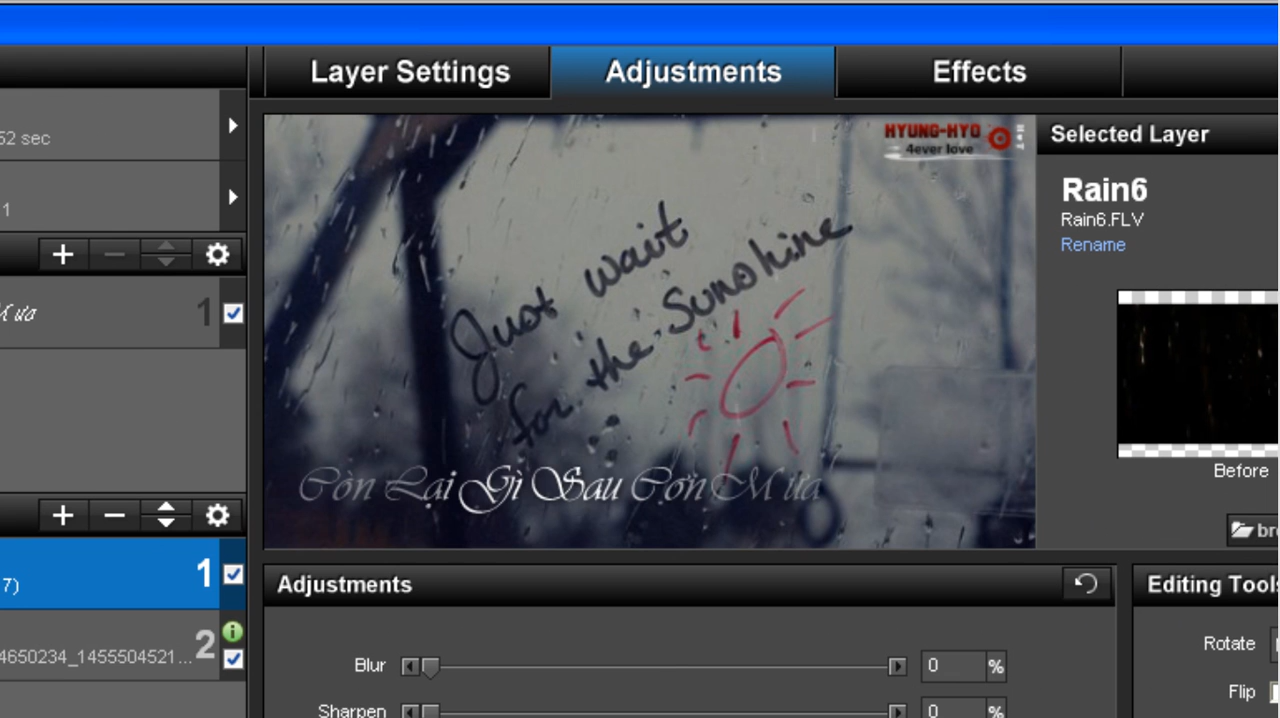 Layer Settings
Adjustments
Effects
52 sec
HYUNG-HYO
4ever love
Selected Layer
1
Rain6
Rain6.FLV
Rename
Just wait
for the Sunshine
Mưa
1
Before
Còn Lại Gì Sau Cơn Mưa
bro
7)
1
Adjustments
Editing Tools
4650234_1455504521...
2
Rotate
Blur
0
%
Flip
Sharpen
0
%